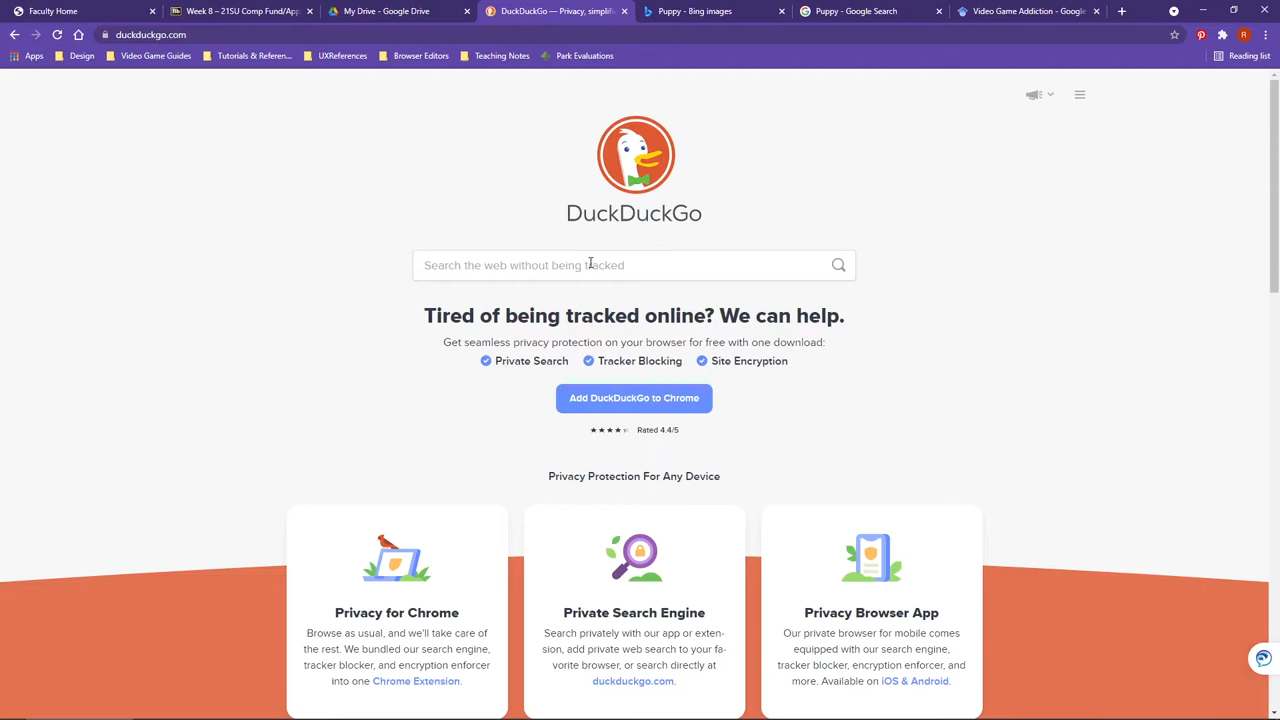 Faculty Home
Week 8 – 21SU Comp Fund/App
My Drive - Google Drive
DuckDuckGo — Privacy, simplifi
Puppy - Bing images
Puppy - Google Search
Video Game Addiction - Google
duckduckgo.com
R
Apps
Design
Video Game Guides
Tutorials & Referen...
UXReferences
Browser Editors
Teaching Notes
Park Evaluations
Reading list
DuckDuckGo
Search the web without being tracked
Tired of being tracked online? We can help.
Get seamless privacy protection on your browser for free with one download:
Private Search
Tracker Blocking
Site Encryption
Add DuckDuckGo to Chrome
Rated 4.4/5
Privacy Protection For Any Device
Privacy for Chrome
Browse as usual, and we'll take care of
the rest. We bundled our search engine,
tracker blocker, and encryption enforcer
into one Chrome Extension.
Private Search Engine
Search privately with our app or exten-
sion, add private web search to your fa-
vorite browser, or search directly at
duckduckgo.com.
Privacy Browser App
Our private browser for mobile comes
equipped with our search engine,
tracker blocker, encryption enforcer, and
more. Available on iOS & Android.